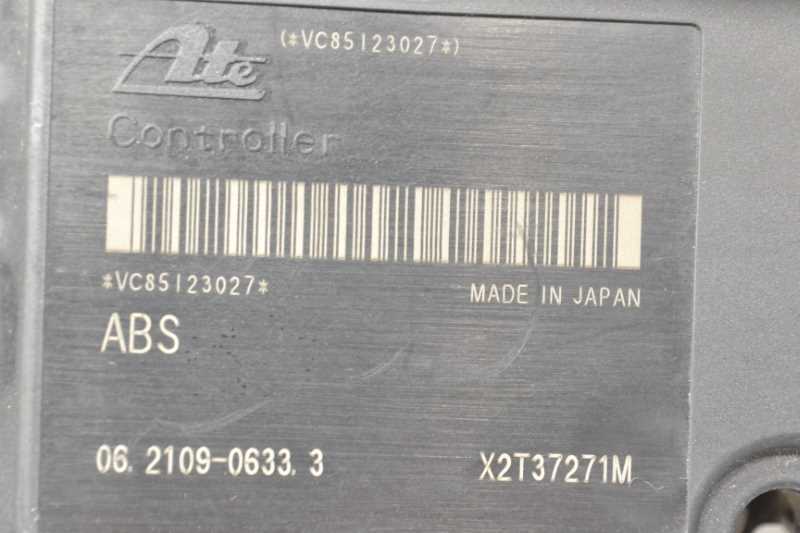 Ate
(*VC85123027*)
Controller
*VC85123027*
MADE IN JAPAN
ABS
06.2109-0633.3
X2T37271M